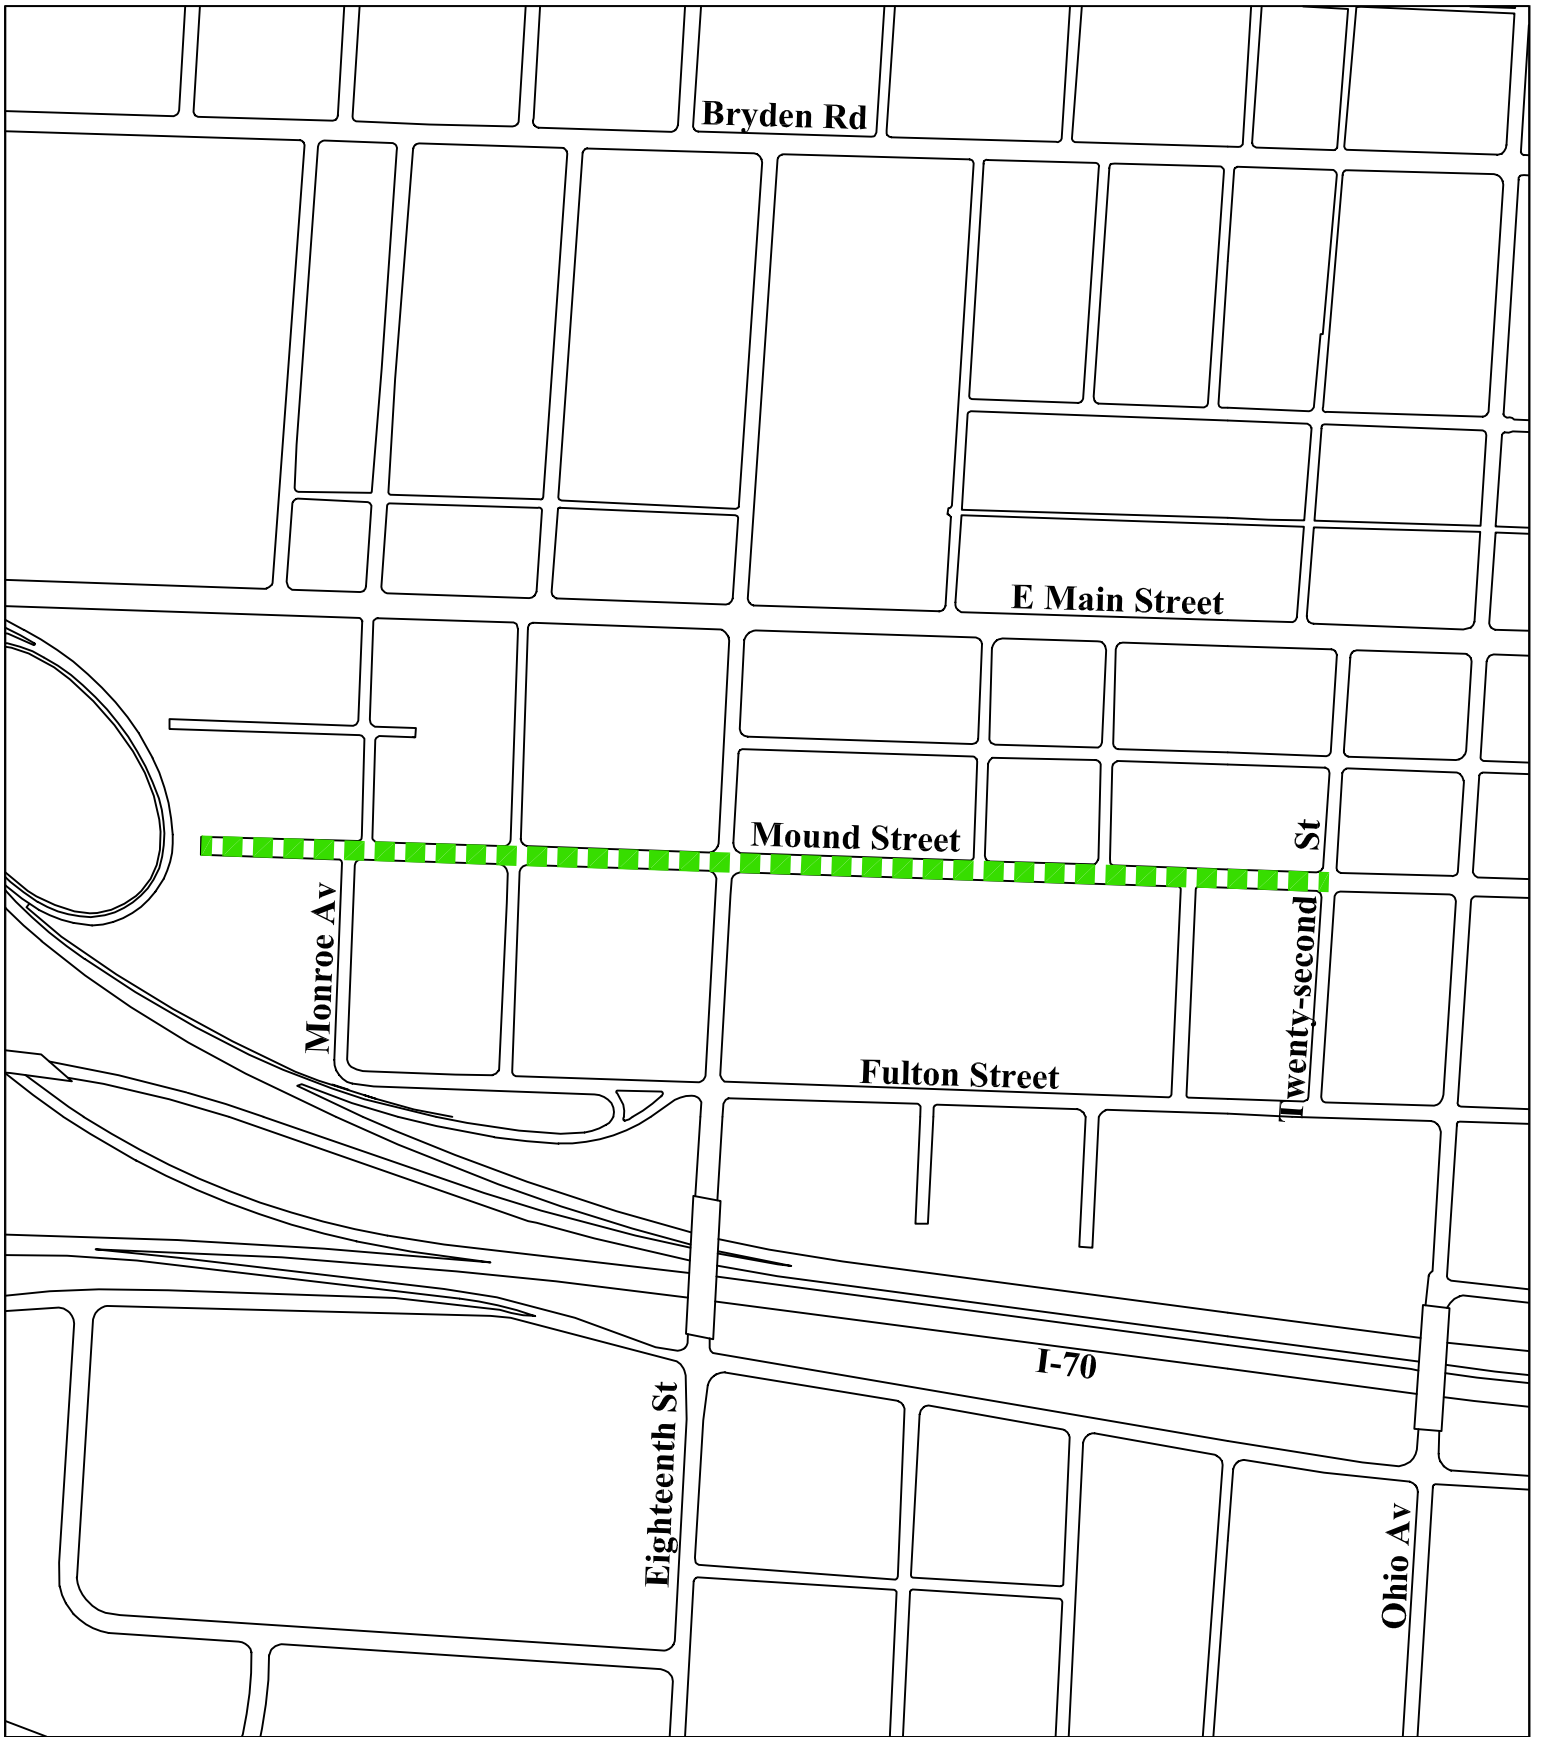 Bryden Rd
E Main Street
Mound Street
Twenty-second St
Monroe Av
Fulton Street
I-70
Eighteenth St
Ohio Av